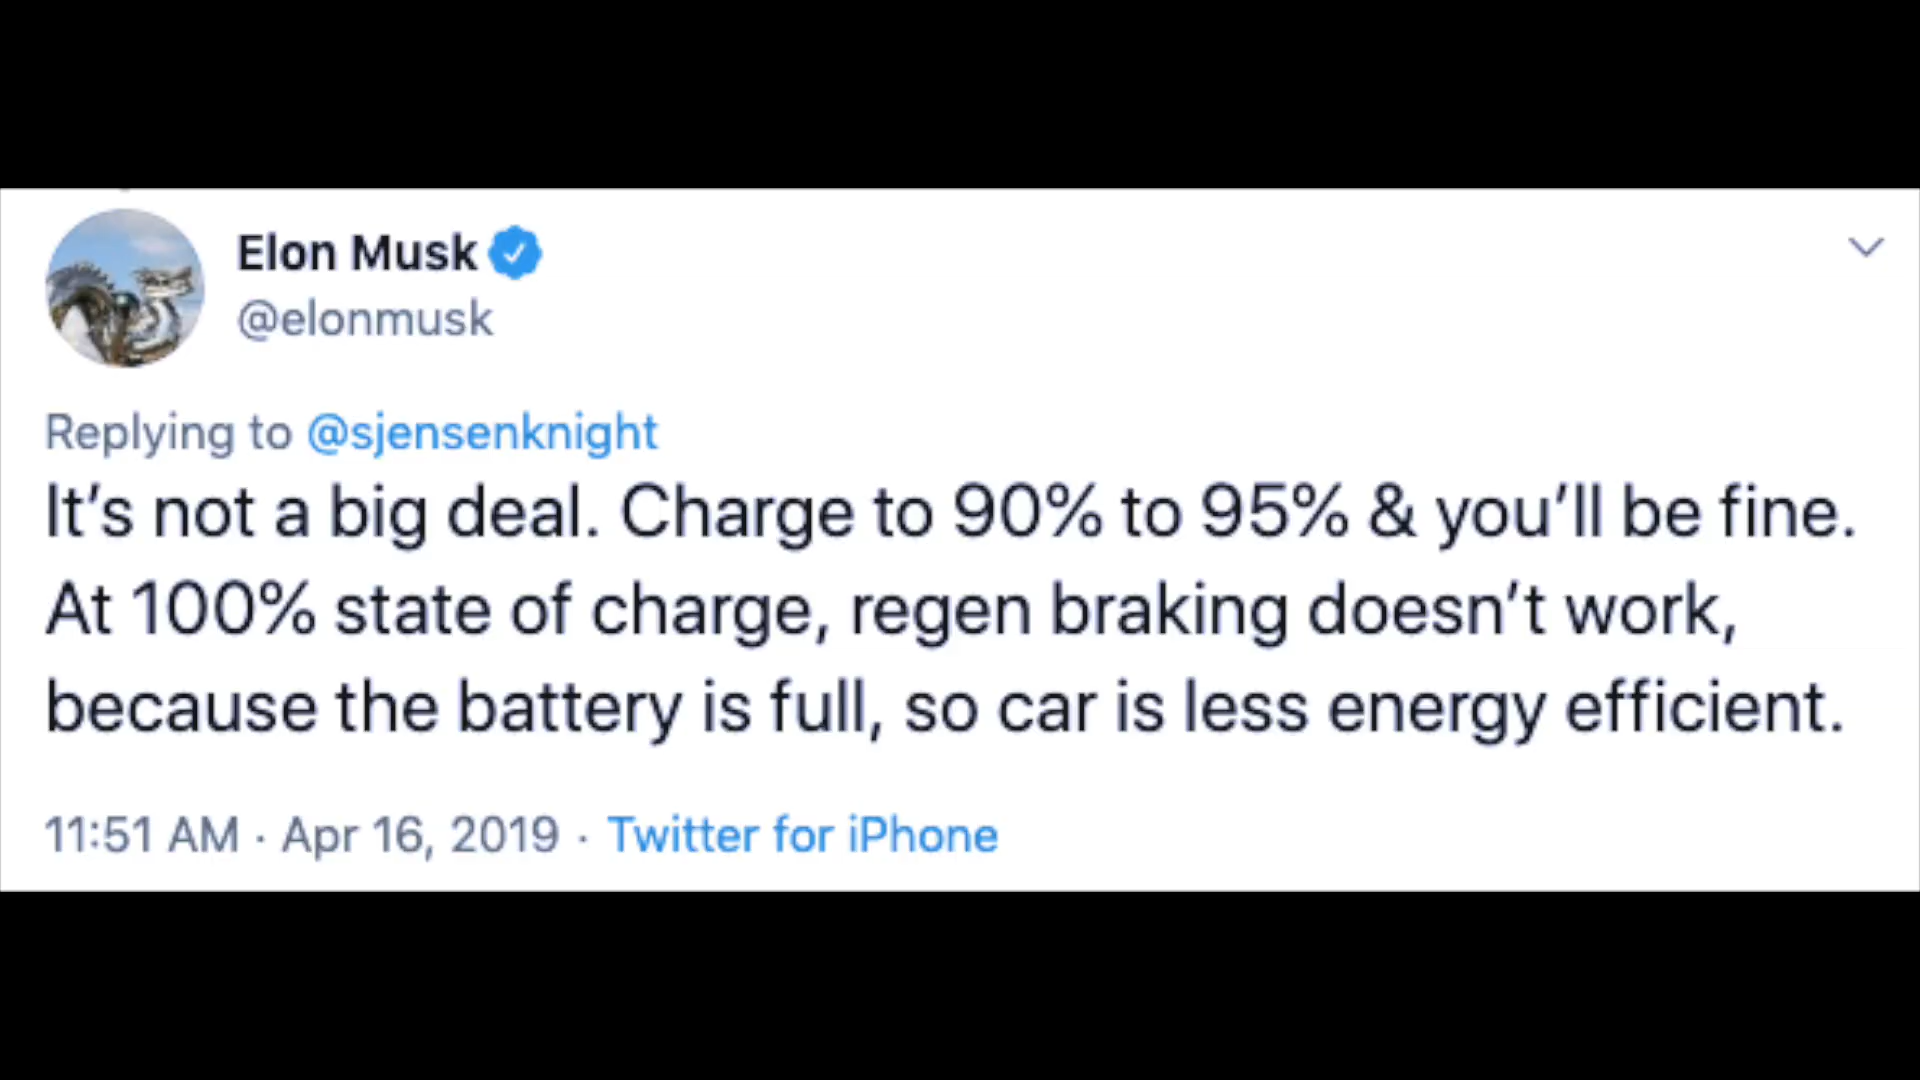 Elon Musk
@elonmusk
Replying to @sjensenknight
It’s not a big deal. Charge to 90% to 95% & you’ll be fine.
At 100% state of charge, regen braking doesn’t work,
because the battery is full, so car is less energy efficient.
11:51 AM · Apr 16, 2019 · Twitter for iPhone